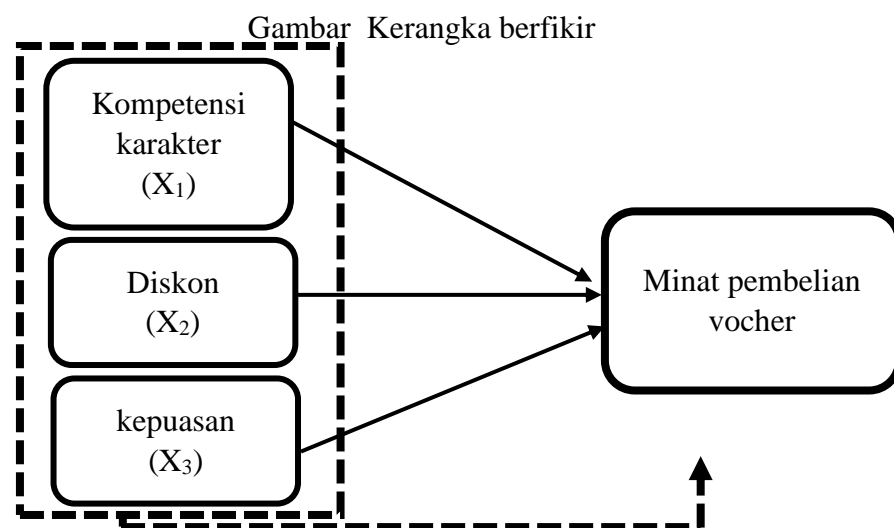 Gambar Kerangka berfikir
Kompetensi
karakter
(X₁)
Diskon
(X₂)
kepuasan
(X₃)
Minat pembelian
vocher